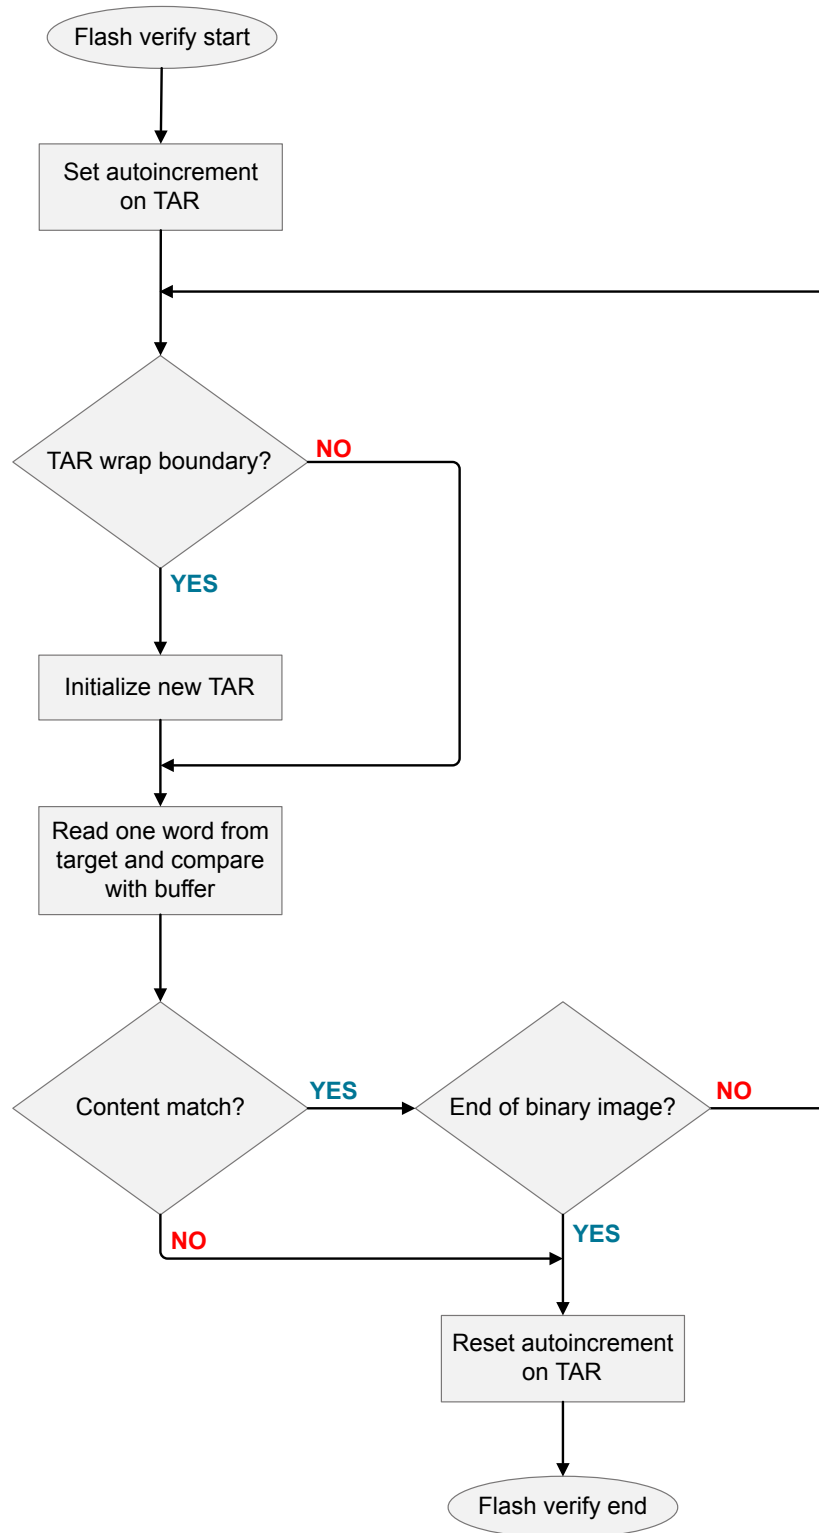 Flash verify start
Set autoincrement
on TAR
TAR wrap boundary?
NO
YES
Initialize new TAR
Read one word from
target and compare
with buffer
Content match?
YES
End of binary image?
NO
NO
YES
Reset autoincrement
on TAR
Flash verify end